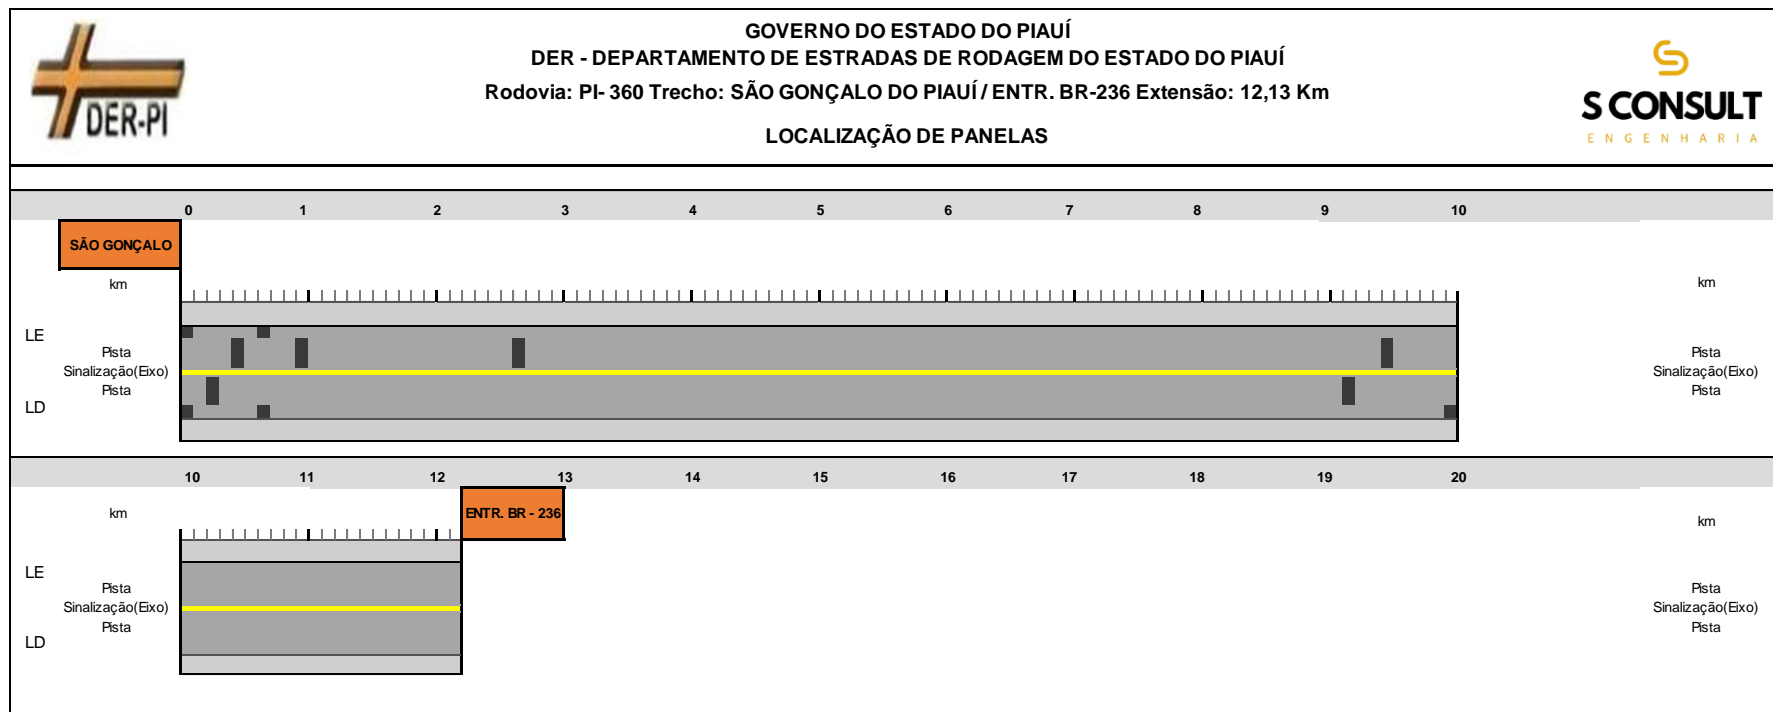 GOVERNO DO ESTADO DO PIAUÍ
DER - DEPARTAMENTO DE ESTRADAS DE RODAGEM DO ESTADO DO PIAUÍ
Rodovia: PI- 360 Trecho: SÃO GONÇALO DO PIAUÍ / ENTR. BR-236 Extensão: 12,13 Km
LOCALIZAÇÃO DE PANELAS
DER-PI
S CONSULT
ENGENHARIA
0 1 2 3 4 5 6 7 8 9 10
SÃO GONÇALO
km km
LE
Pista Pista
Sinalização(Eixo) Sinalização(Eixo)
Pista Pista
LD
10 11 12 13 14 15 16 17 18 19 20
ENTR. BR - 236
km km
LE
Pista Pista
Sinalização(Eixo) Sinalização(Eixo)
Pista Pista
LD